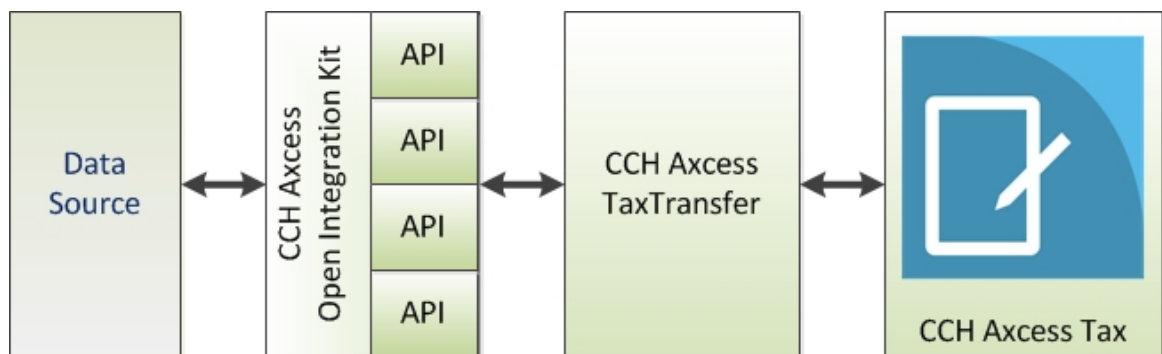 Data
Source
CCH Axcess
Open Integration Kit
API
API
API
API
CCH Axcess
TaxTransfer
CCH Axcess Tax